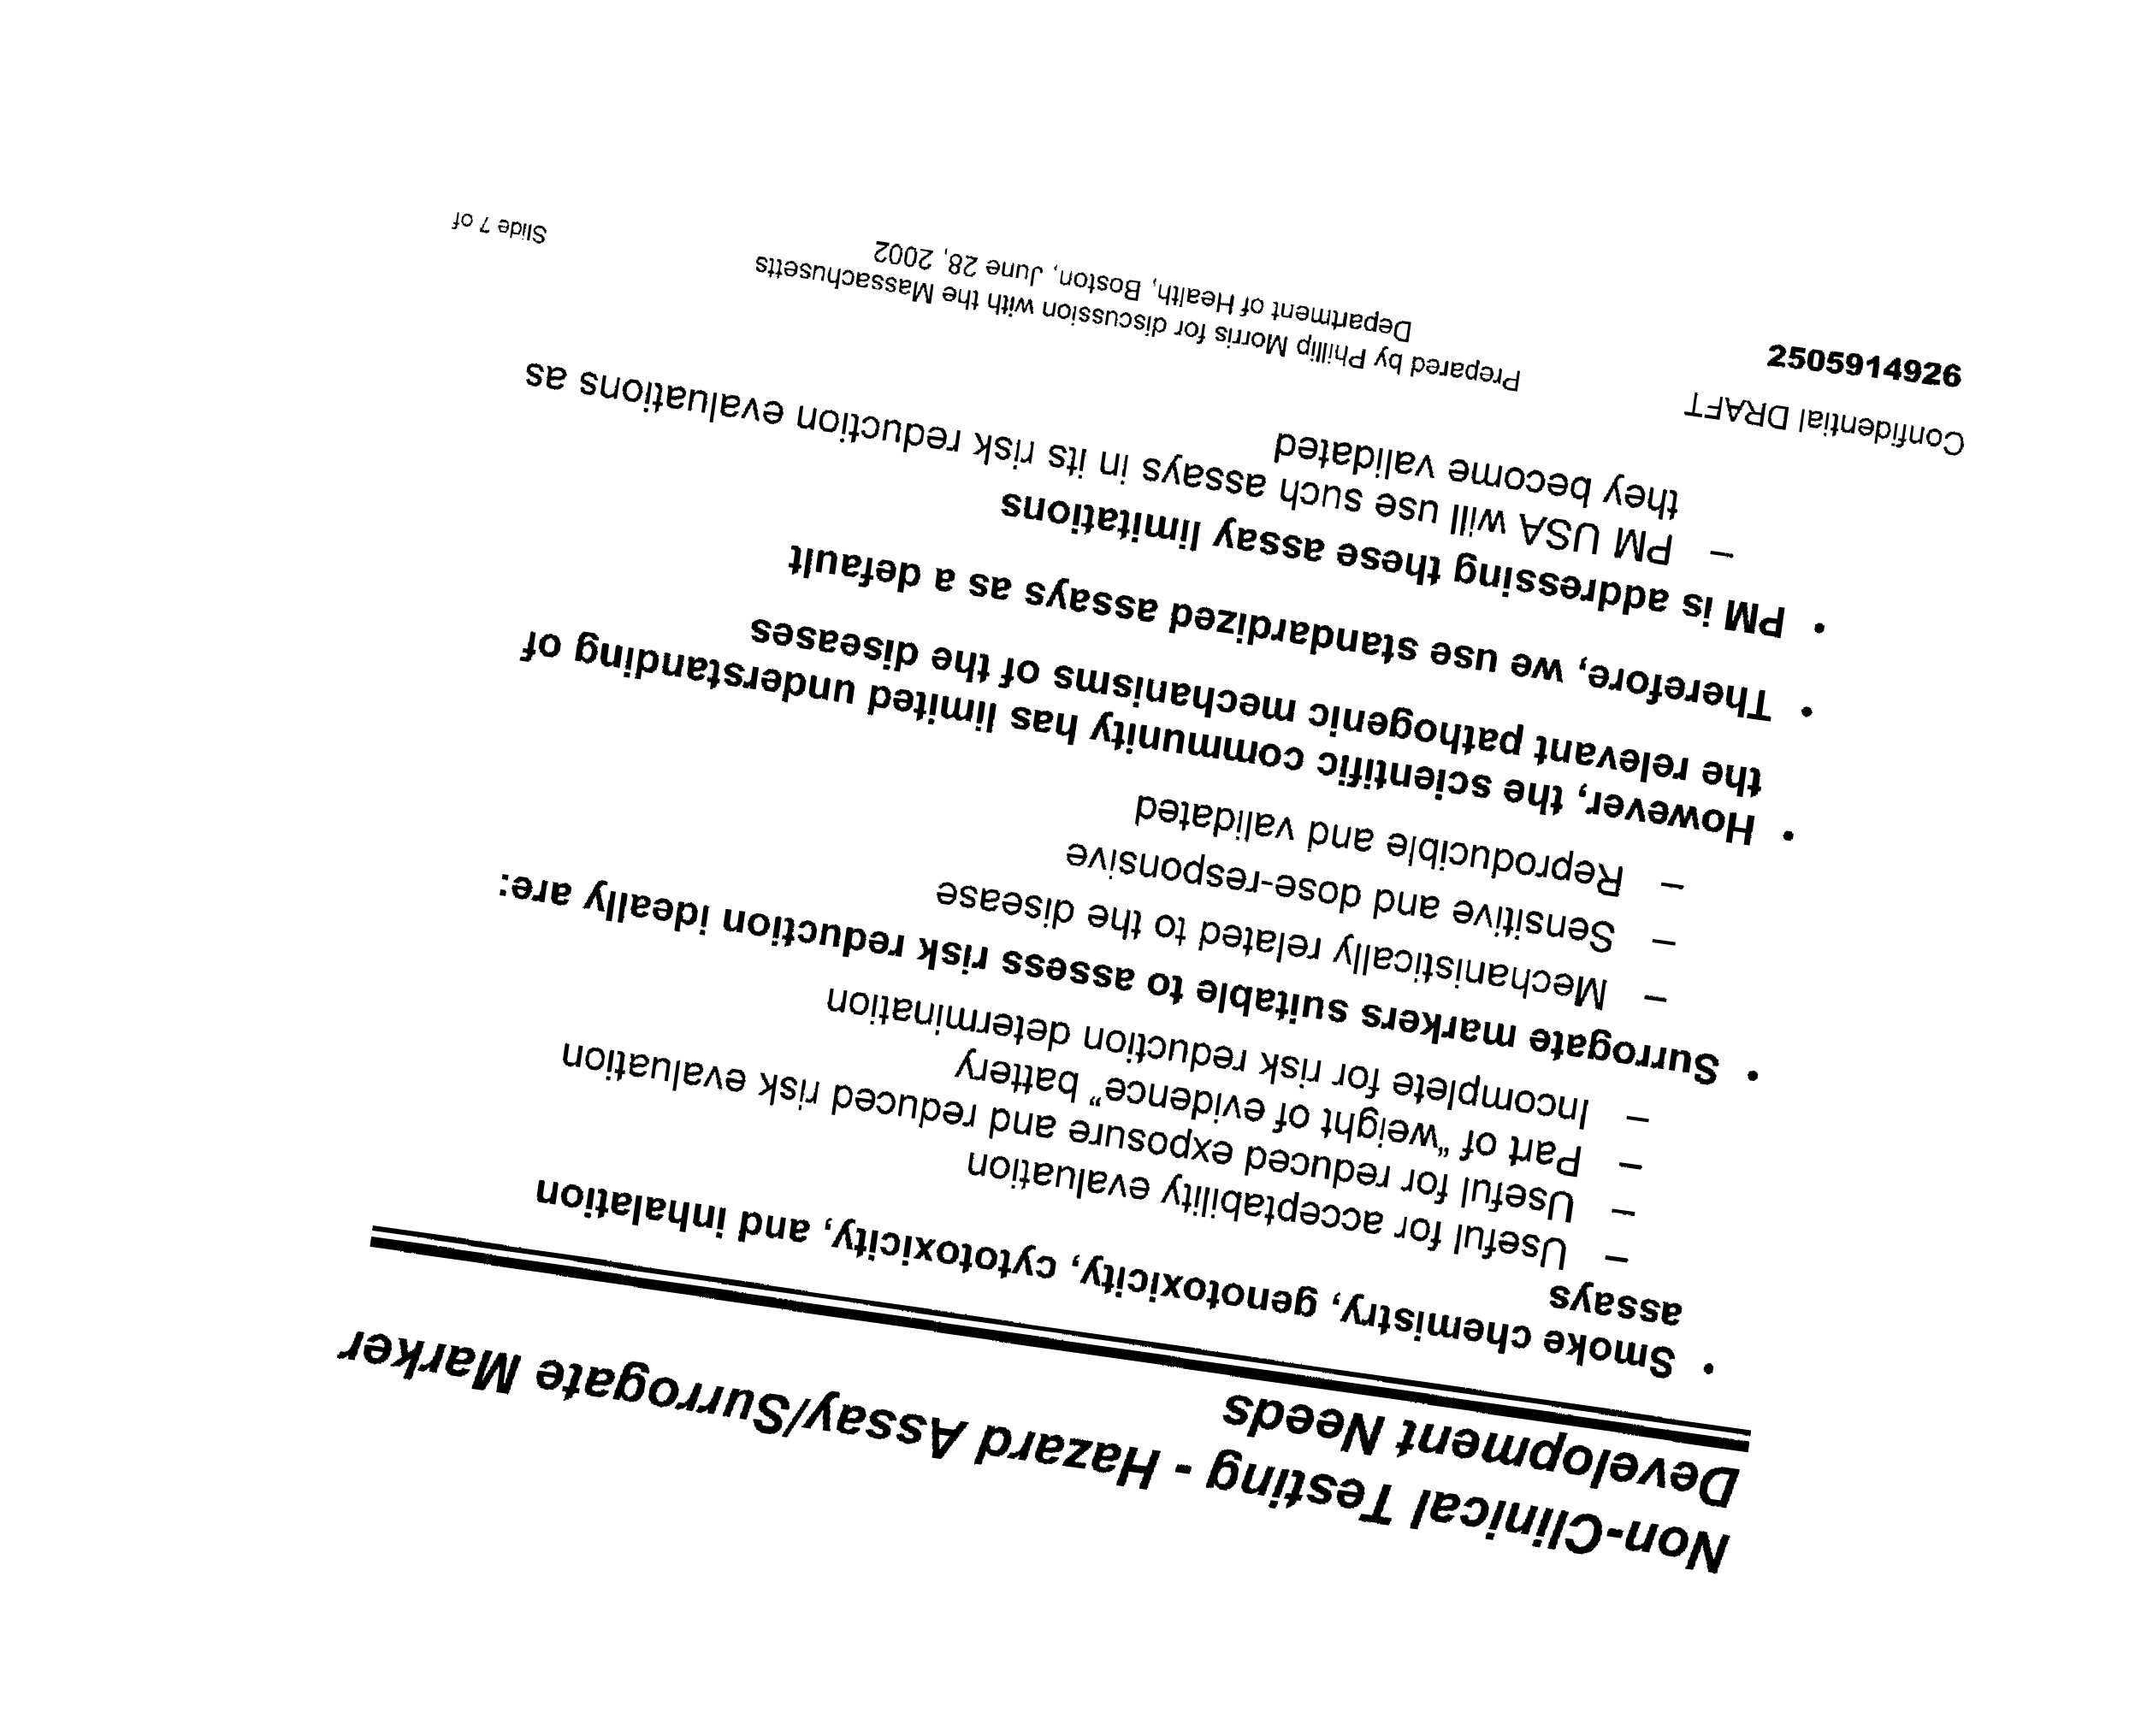 Non-Clinical Testing - Hazard Assay/Surrogate Marker
Development Needs
• Smoke chemistry, genotoxicity, cytotoxicity, and inhalation
assays
– Useful for acceptability evaluation
– Useful for reduced exposure and reduced risk evaluation
– Part of “weight of evidence” battery
– Incomplete for risk reduction determination
• Surrogate markers suitable to assess risk reduction ideally are:
– Mechanistically related to the disease
– Sensitive and dose-responsive
– Reproducible and validated
• However, the scientific community has limited understanding of
the relevant pathogenic mechanisms of the diseases
• Therefore, we use standardized assays as a default
• PM is addressing these assay limitations
– PM USA will use such assays in its risk reduction evaluations as
they become validated
Confidential DRAFT
2505914926
Prepared by Phillip Morris for discussion with the Massachusetts
Department of Health, Boston, June 28, 2002
Slide 7 of